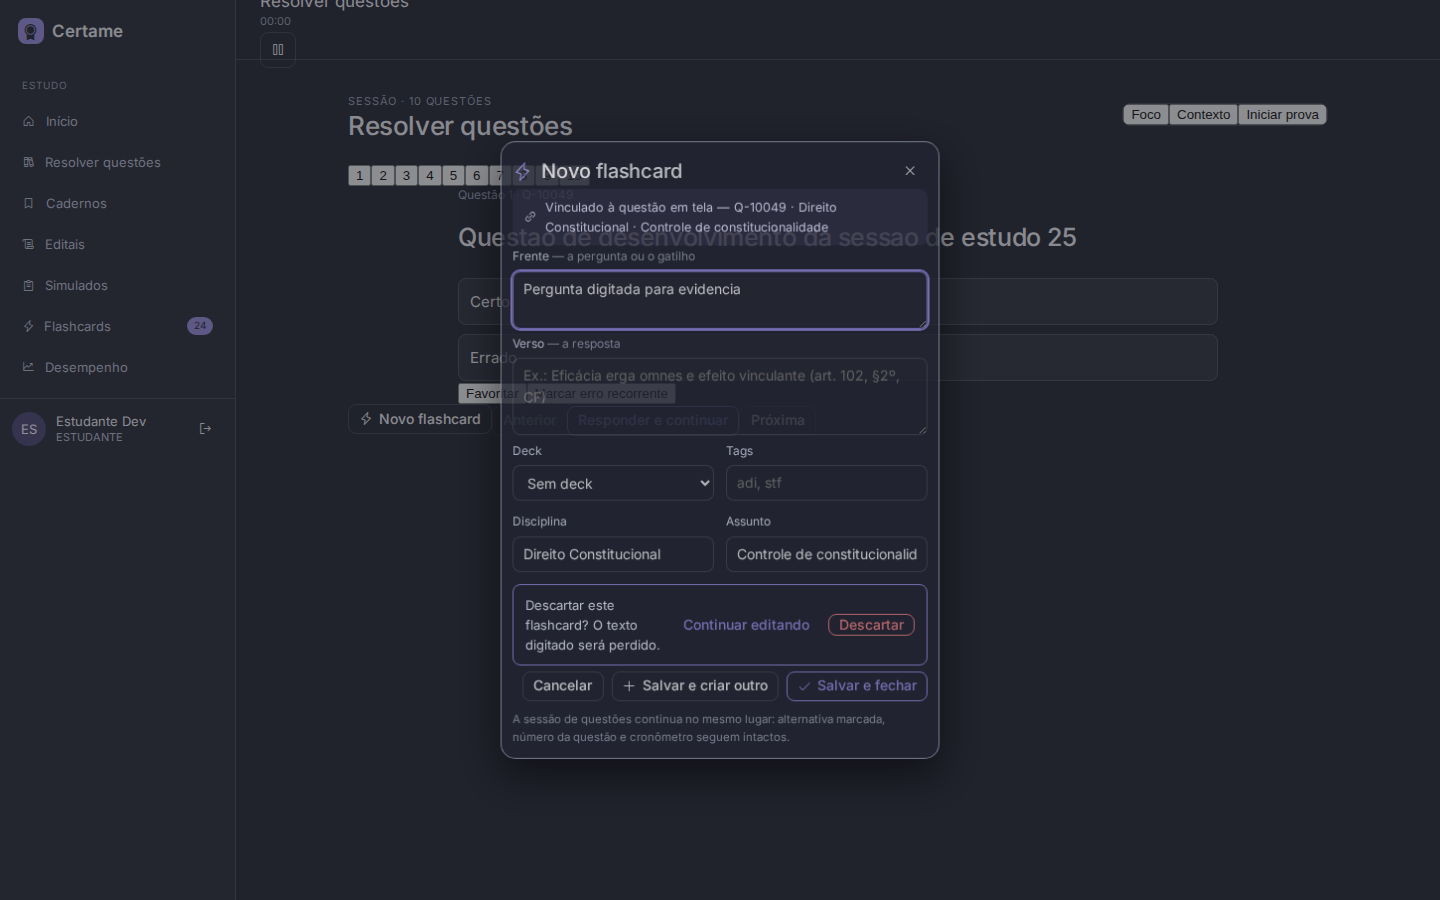 Certame
ESTUDO
Início
Resolver questões
Cadernos
Editais
Simulados
Flashcards
24
Desempenho
ES
Estudante Dev
ESTUDANTE
Resolver questões
00:00
SESSÃO · 10 QUESTÕES
Resolver questões
Foco
Contexto
Iniciar prova
1 2 3 4 5 6 7
Questão 1 · Q-10049
Questão de desenvolvimento da sessão de estudo 25
Certo
Errado
Favoritar
Marcar erro recorrente
Novo flashcard
Anterior
Responder e continuar
Próxima
Novo flashcard
Vinculado à questão em tela — Q-10049 · Direito
Constitucional · Controle de constitucionalidade
Frente — a pergunta ou o gatilho
Pergunta digitada para evidencia
Verso — a resposta
Ex.: Eficácia erga omnes e efeito vinculante (art. 102, §2º,
CF)
Deck
Tags
Sem deck
adi, stf
Disciplina
Assunto
Direito Constitucional
Controle de constitucionalid
Descartar este
flashcard? O texto
digitado será perdido.
Continuar editando
Descartar
Cancelar
Salvar e criar outro
Salvar e fechar
A sessão de questões continua no mesmo lugar: alternativa marcada,
número da questão e cronômetro seguem intactos.